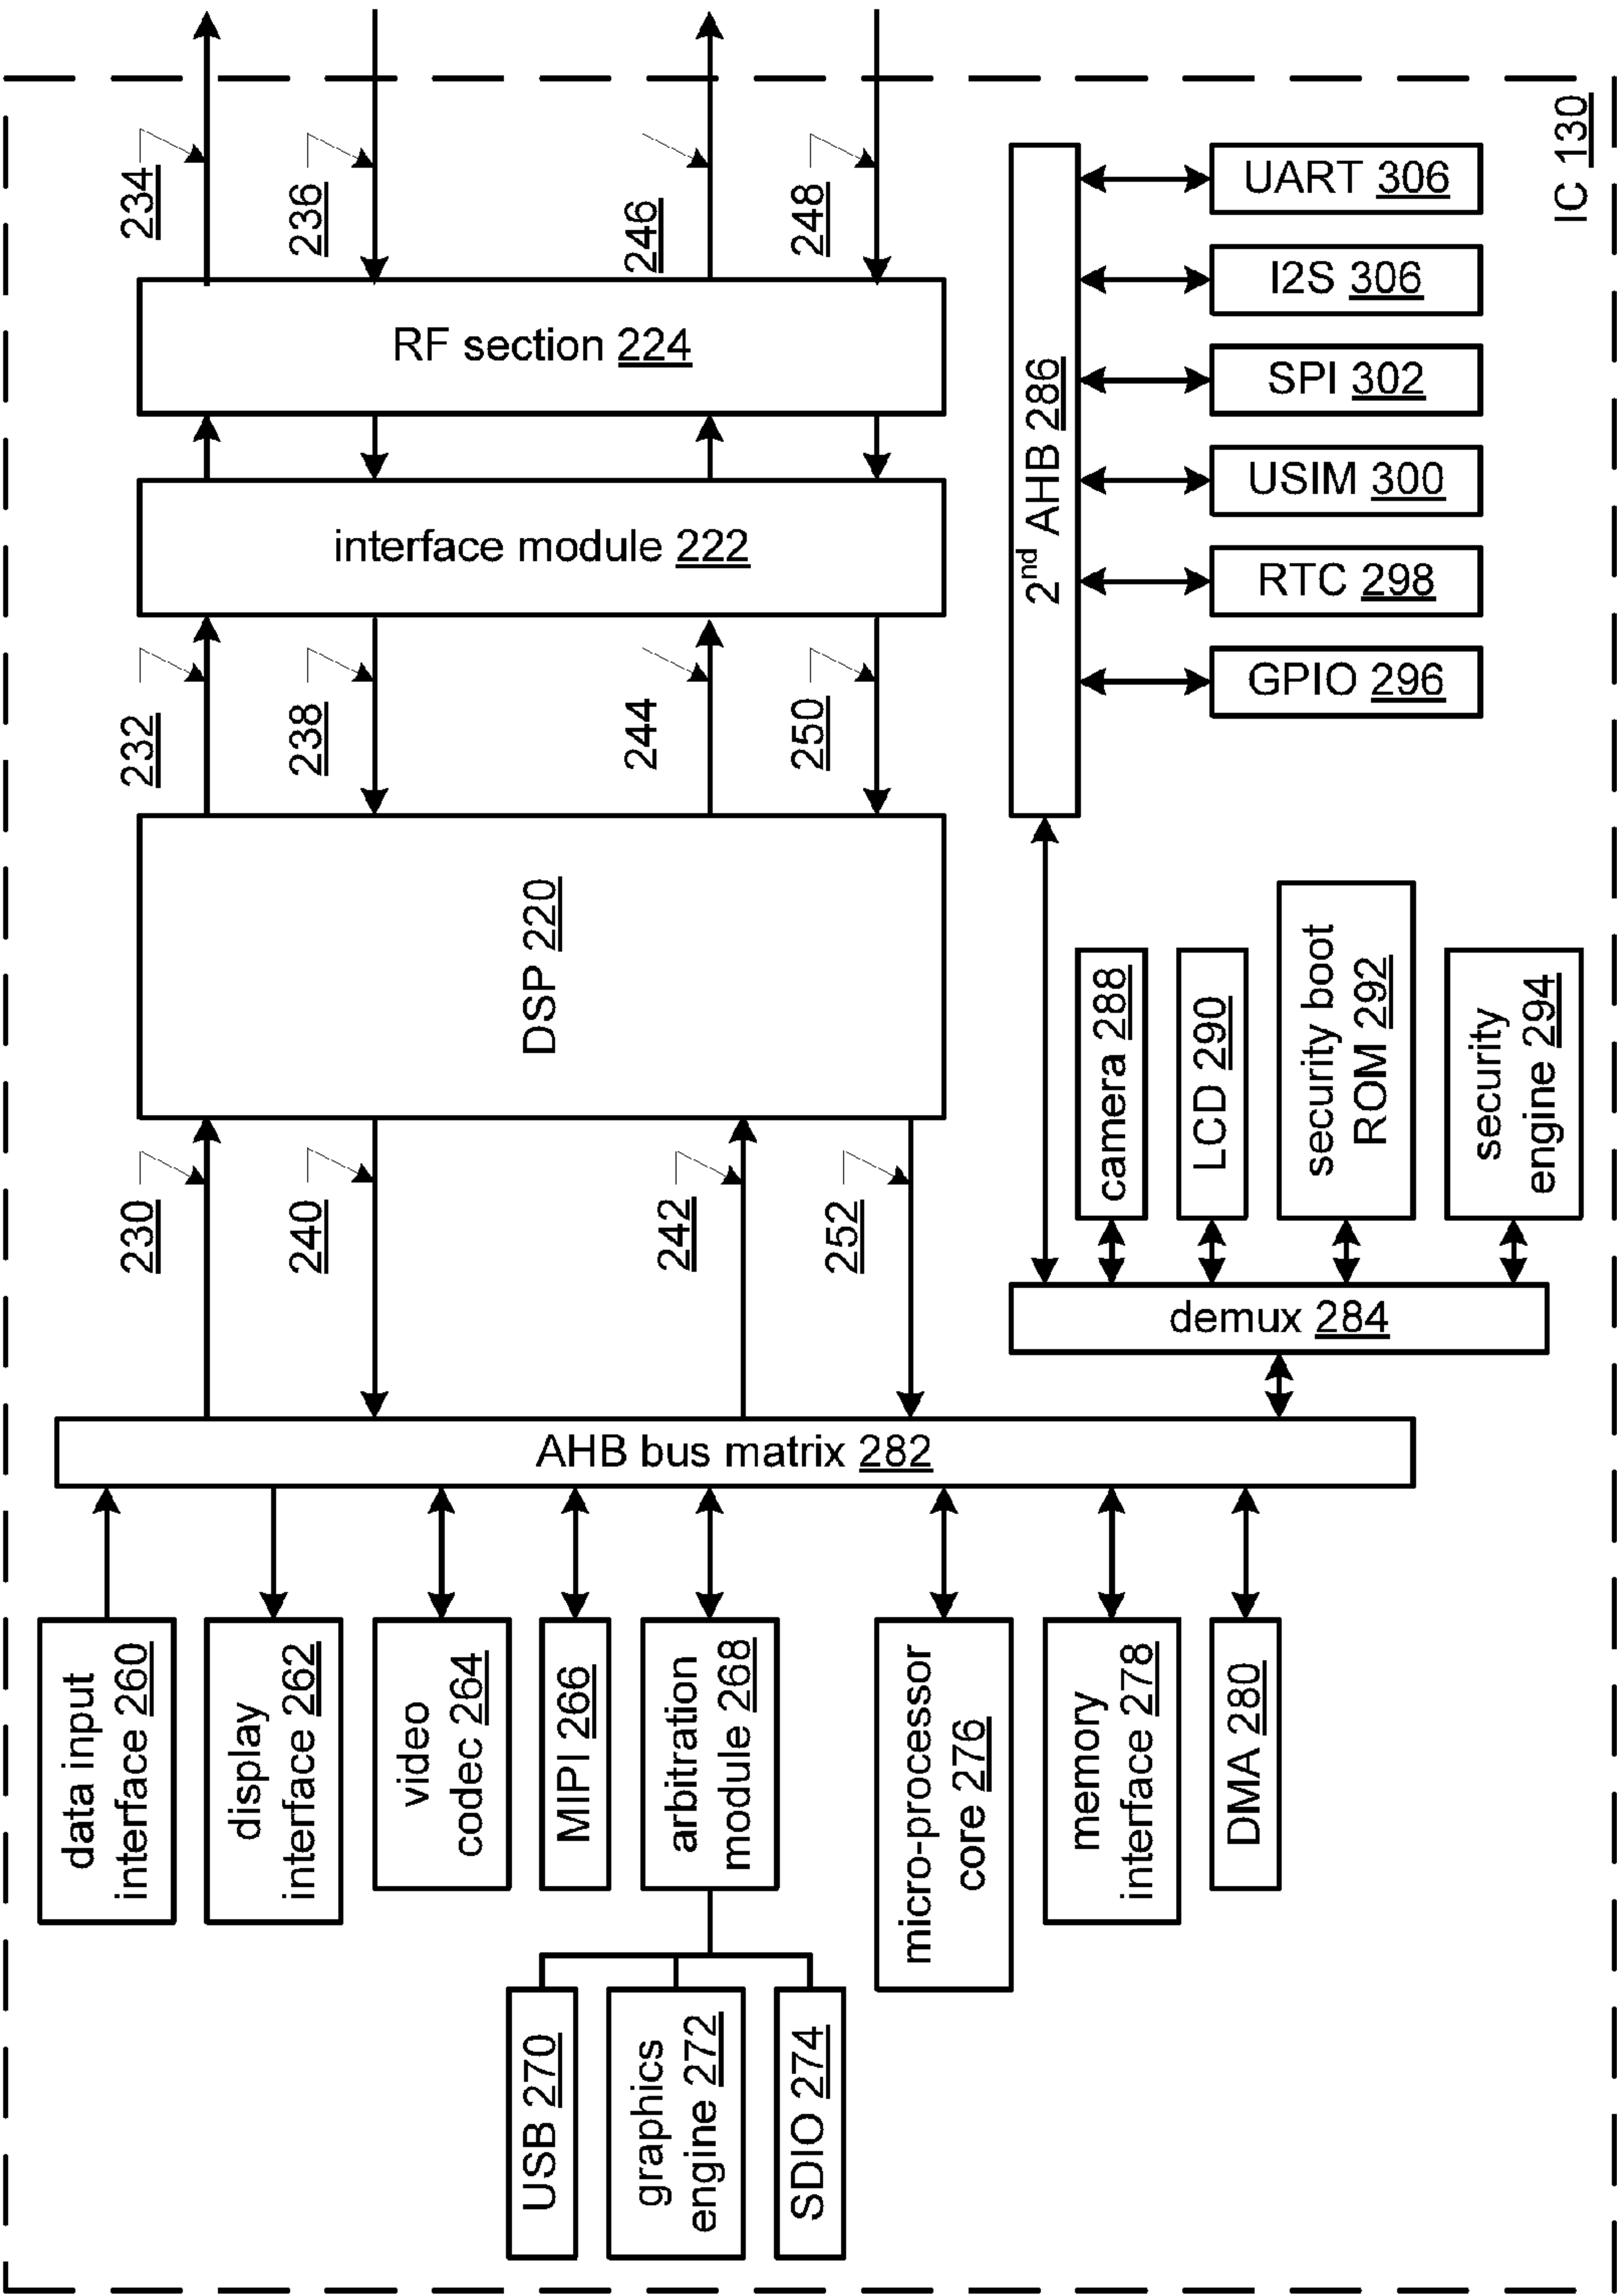 234
236
246
248
RF section 224
interface module 222
232
238
244
250
DSP 220
230
240
242
252
2nd AHB 286
UART 306
I2S 306
SPI 302
USIM 300
RTC 298
GPIO 296
IC 130
camera 288
LCD 290
security boot
ROM 292
security
engine 294
demux 284
AHB bus matrix 282
data input
interface 260
display
interface 262
video
codec 264
MIPI 266
arbitration
module 268
micro-processor
core 276
memory
interface 278
DMA 280
USB 270
graphics
engine 272
SDIO 274